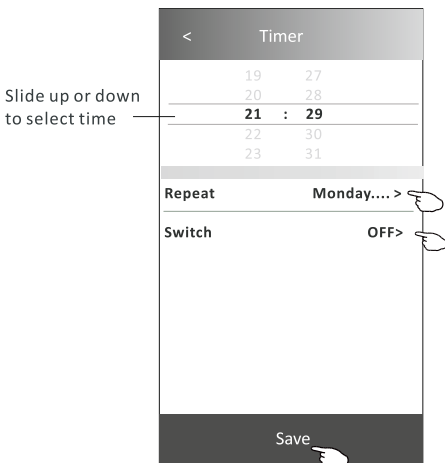 < Timer
19 27
20 28
Slide up or down
to select time
21 : 29
22 30
23 31
Repeat Monday.... >
Switch OFF>
Save